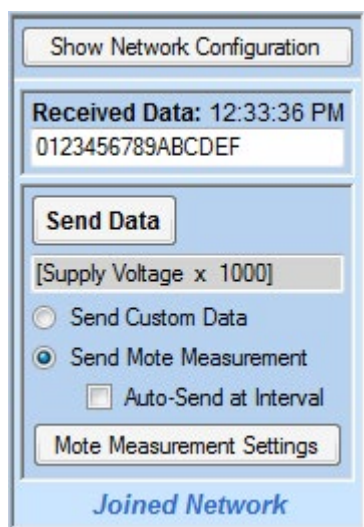 Show Network Configuration
Received Data: 12:33:36 PM
0123456789ABCDEF
Send Data
[Supply Voltage x 1000]
Send Custom Data
Send Mote Measurement
Auto-Send at Interval
Mote Measurement Settings
Joined Network